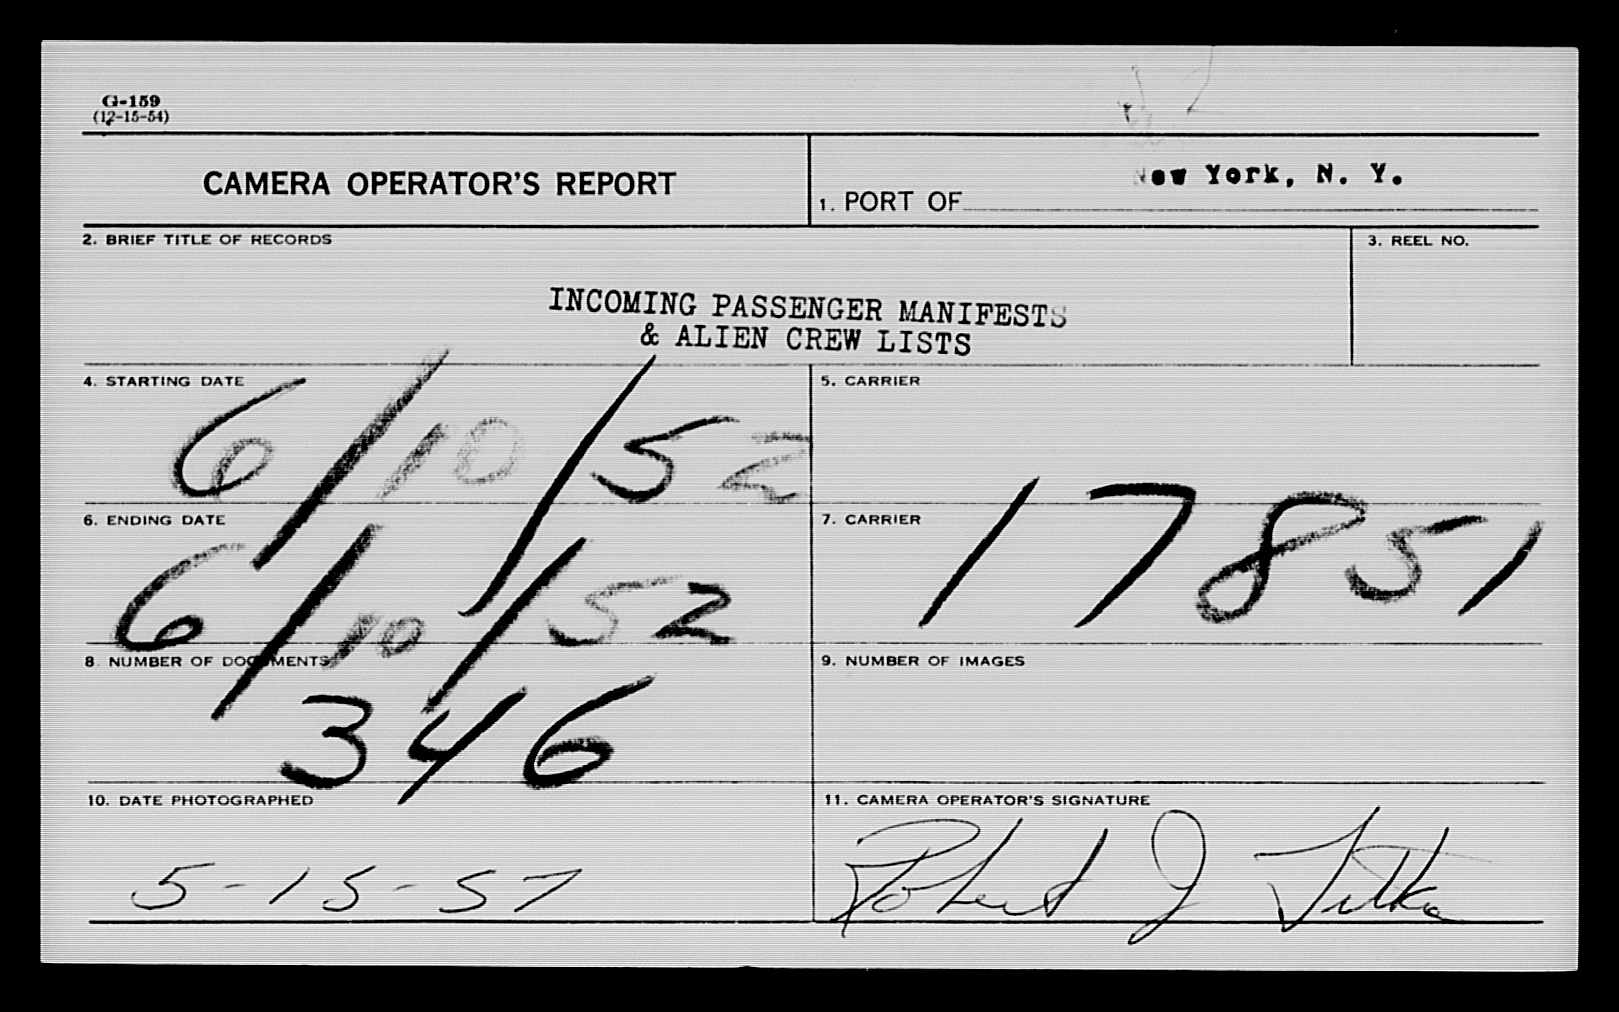 G-159
(12-15-54)
CAMERA OPERATOR'S REPORT
1. PORT OF New York, N. Y.
2. BRIEF TITLE OF RECORDS
3. REEL NO.
INCOMING PASSENGER MANIFESTS
& ALIEN CREW LISTS
4. STARTING DATE
6/10/52
5. CARRIER
6. ENDING DATE
6/10/52
7. CARRIER
17851
8. NUMBER OF DOCUMENTS
346
9. NUMBER OF IMAGES
10. DATE PHOTOGRAPHED
5-15-57
11. CAMERA OPERATOR'S SIGNATURE
Robert J